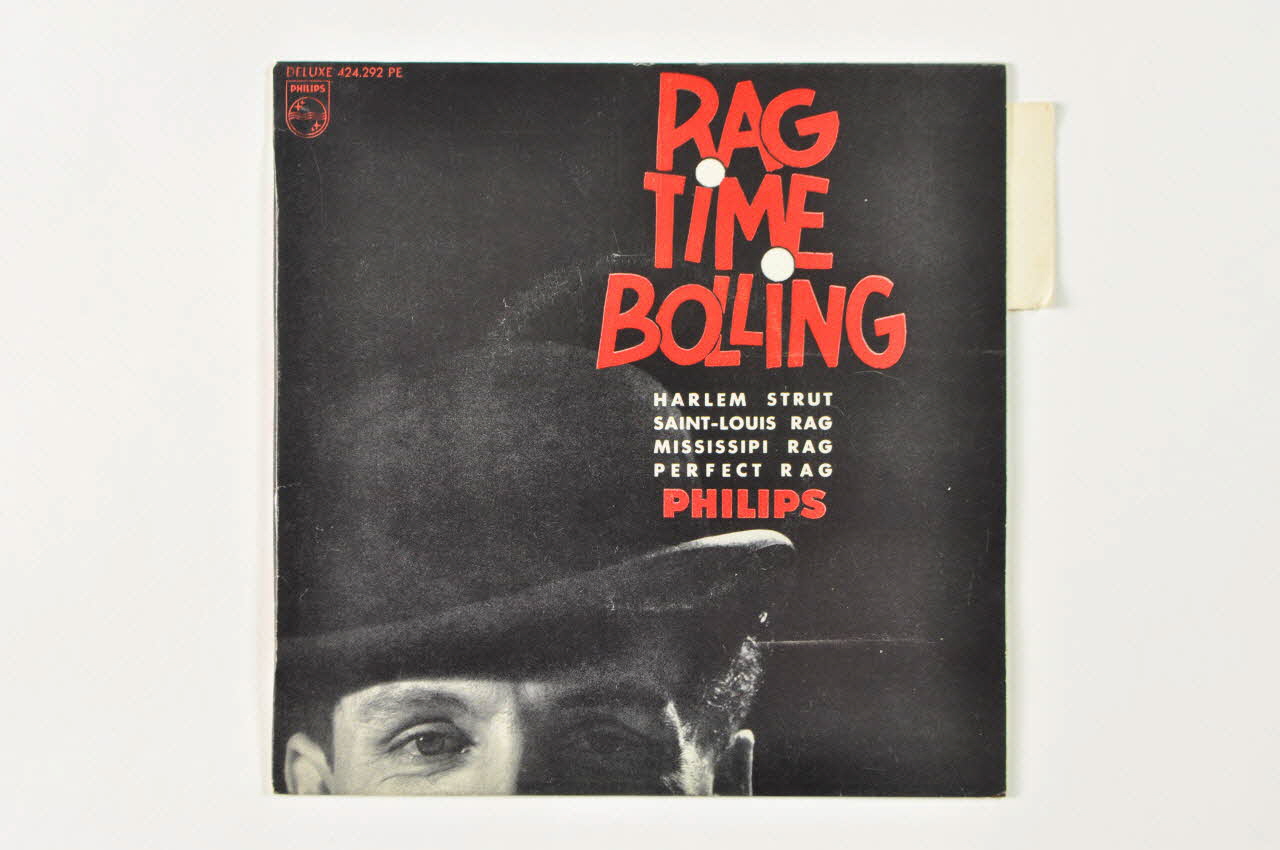 DELUXE 424.292 PE
PHILIPS
RAG
TiME
BOLLiNG
HARLEM STRUT
SAINT-LOUIS RAG
MISSISSIPI RAG
PERFECT RAG
PHILIPS